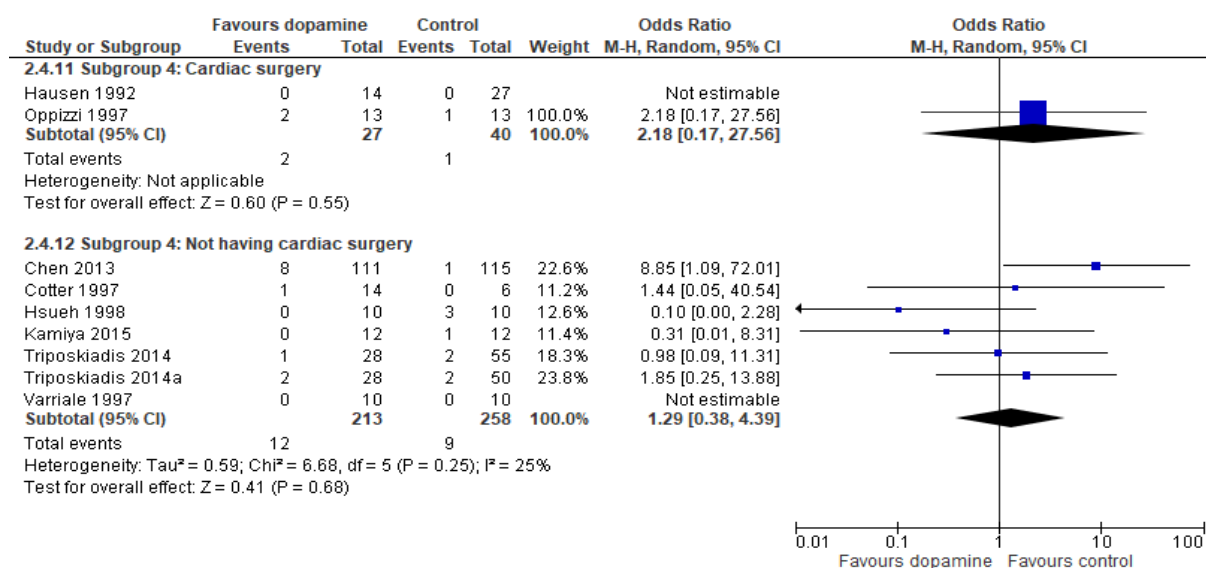 Favours dopamine Control Odds Ratio Odds Ratio
Study or Subgroup Events Total Events Total Weight M-H, Random, 95% CI M-H, Random, 95% CI
2.4.11 Subgroup 4: Cardiac surgery
Hausen 1992 0 14 0 27 Not estimable
Oppizzi 1997 2 13 1 13 100.0% 2.18 [0.17, 27.56]
Subtotal (95% CI) 27 40 100.0% 2.18 [0.17, 27.56]
Total events 2 1
Heterogeneity: Not applicable
Test for overall effect: Z = 0.60 (P = 0.55)
2.4.12 Subgroup 4: Not having cardiac surgery
Chen 2013 8 111 1 115 22.6% 8.85 [1.09, 72.01]
Cotter 1997 1 14 0 6 11.2% 1.44 [0.05, 40.54]
Hsueh 1998 0 10 3 10 12.6% 0.10 [0.00, 2.28]
Kamiya 2015 0 12 1 12 11.4% 0.31 [0.01, 8.31]
Triposkiadis 2014 1 28 2 55 18.3% 0.98 [0.09, 11.31]
Triposkiadis 2014a 2 28 2 50 23.8% 1.85 [0.25, 13.88]
Varriale 1997 0 10 0 10 Not estimable
Subtotal (95% CI) 213 258 100.0% 1.29 [0.38, 4.39]
Total events 12 9
Heterogeneity: Tau² = 0.59; Chi² = 6.68, df = 5 (P = 0.25); I² = 25%
Test for overall effect: Z = 0.41 (P = 0.68)
0.01 0.1 1 10 100
Favours dopamine Favours control